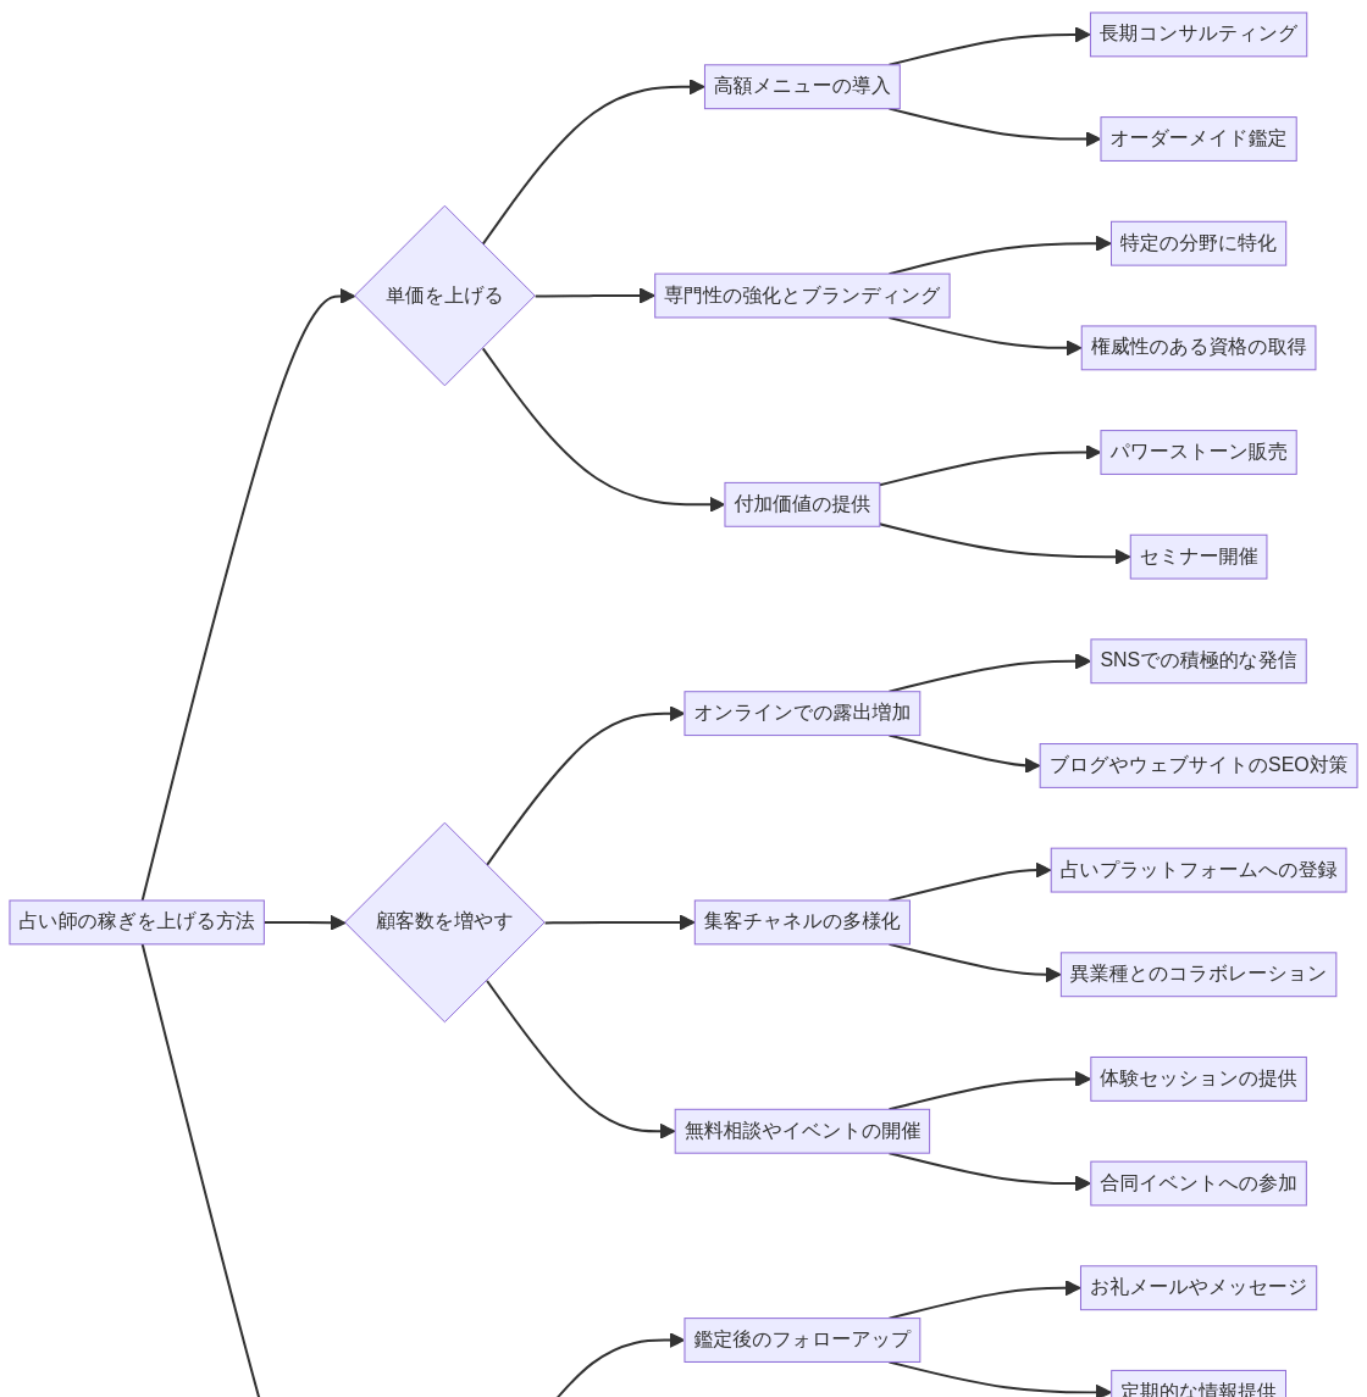 占い師の稼ぎを上げる方法
単価を上げる
高額メニューの導入
長期コンサルティング
オーダーメイド鑑定
専門性の強化とブランディング
特定の分野に特化
権威性のある資格の取得
付加価値の提供
パワーストーン販売
セミナー開催
顧客数を増やす
オンラインでの露出増加
SNSでの積極的な発信
ブログやウェブサイトのSEO対策
集客チャネルの多様化
占いプラットフォームへの登録
異業種とのコラボレーション
無料相談やイベントの開催
体験セッションの提供
合同イベントへの参加
鑑定後のフォローアップ
お礼メールやメッセージ
定期的な情報提供